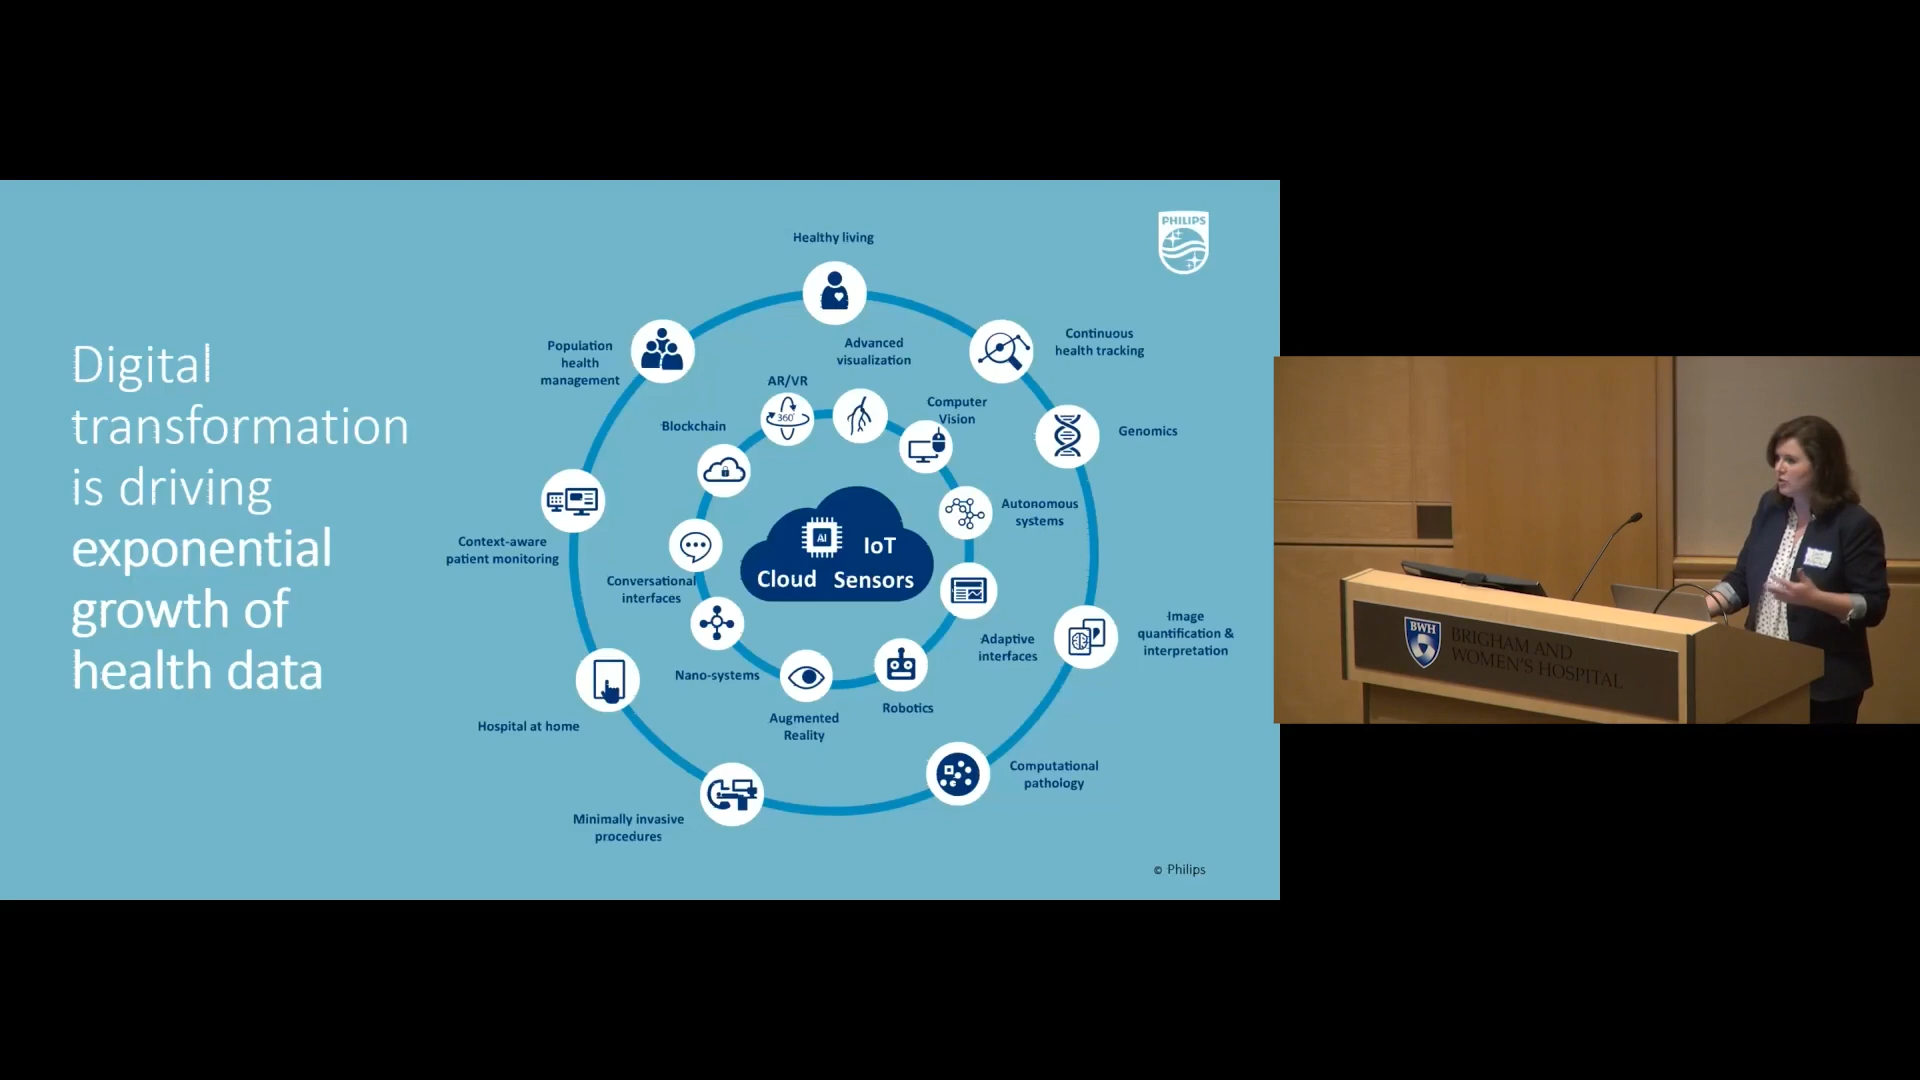 Digital
transformation
is driving
exponential
growth of
health data
PHILIPS
Healthy living
Population
health
management
Advanced
visualization
Continuous
health tracking
AR/VR
Computer
Vision
Blockchain
360°
Genomics
Autonomous
systems
AI
IoT
Cloud Sensors
Context-aware
patient monitoring
Conversational
interfaces
Adaptive
interfaces
Image
quantification &
interpretation
Nano-systems
Robotics
Augmented
Reality
Hospital at home
Computational
pathology
Minimally invasive
procedures
© Philips
BWH
BRIGHAM AND
WOMEN'S HOSPITAL